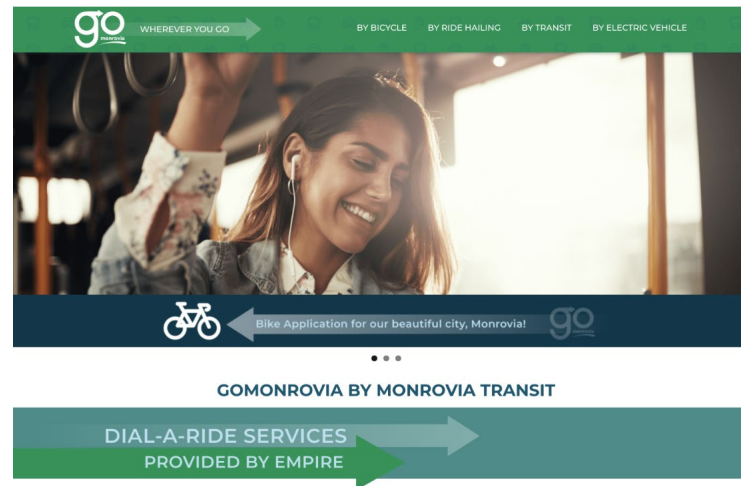 go
monrovia
WHEREVER YOU GO
BY BICYCLE BY RIDE HAILING BY TRANSIT BY ELECTRIC VEHICLE
Bike Application for our beautiful city, Monrovia!
go
monrovia
GOMONROVIA BY MONROVIA TRANSIT
DIAL-A-RIDE SERVICES
PROVIDED BY EMPIRE